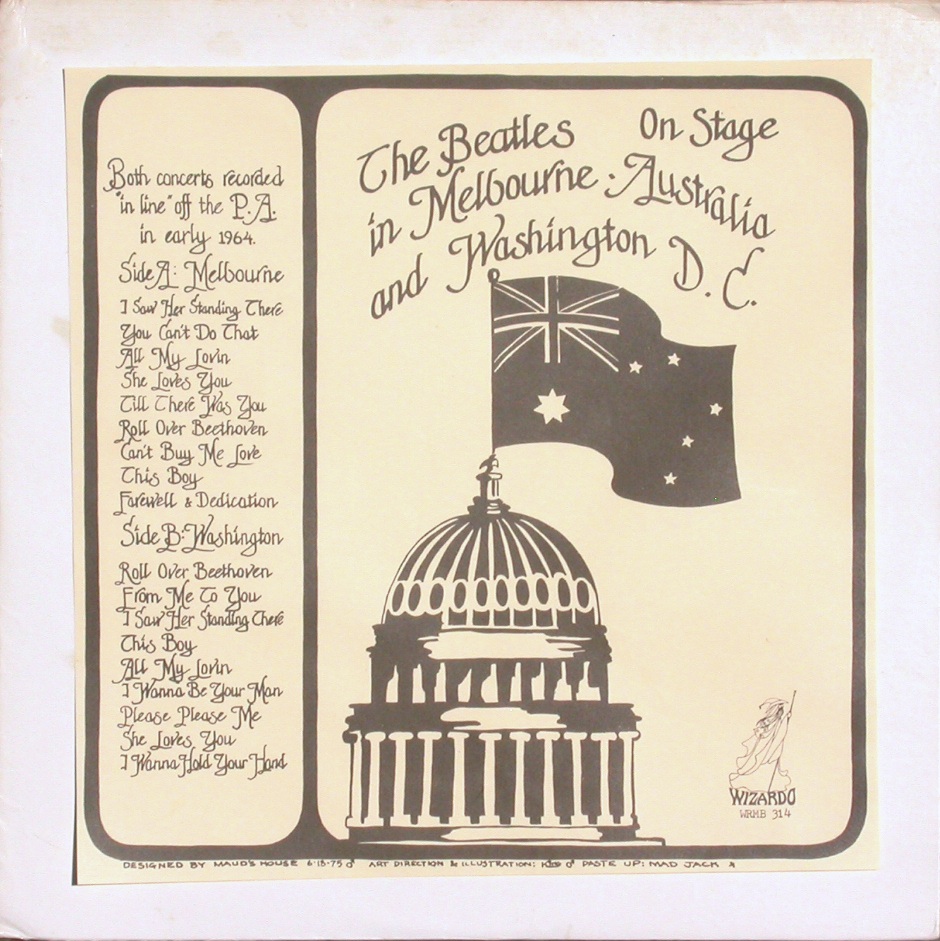 Both concerts recorded
"in line" off the P.A.
in early 1964.
Side A: Melbourne
I Saw Her Standing There
You Can't Do That
All My Lovin
She Loves You
Till There Was You
Roll Over Beethoven
Can't Buy Me Love
This Boy
Farewell & Dedication
Side B: Washington
Roll Over Beethoven
From Me To You
I Saw Her Standing There
This Boy
All My Lovin
I Wanna Be Your Man
Please Please Me
She Loves You
I Wanna Hold Your Hand
The Beatles On Stage
in Melbourne · Australia
and Washington D. C.
WIZARDO
WRMB 314
DESIGNED BY MAUD'S HOUSE 6-18-75 ART DIRECTION & ILLUSTRATION: PASTE UP: MAD JACK